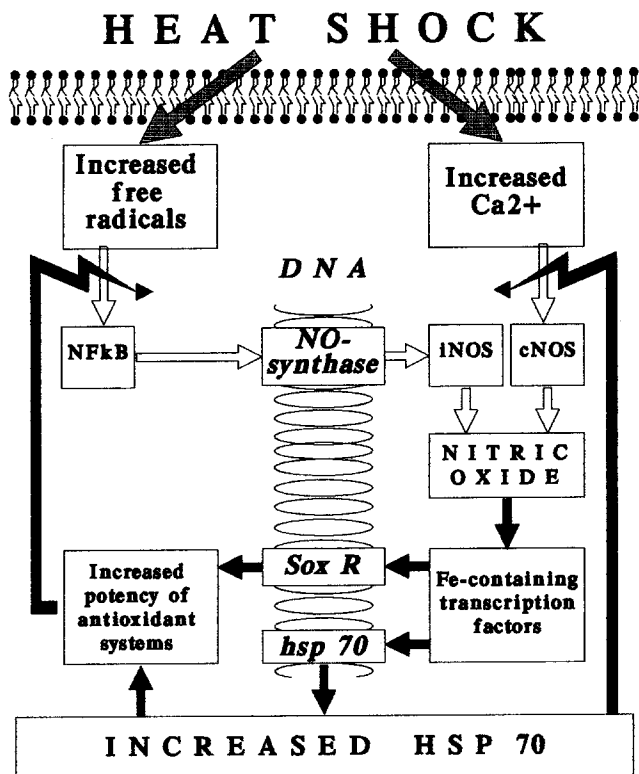 HEAT SHOCK
Increased
free
radicals
Increased
Ca2+
DNA
NFkB
NO-
synthase
iNOS
cNOS
NITRIC
OXIDE
Increased
potency of
antioxidant
systems
Sox R
Fe-containing
transcription
factors
hsp 70
INCREASED HSP 70